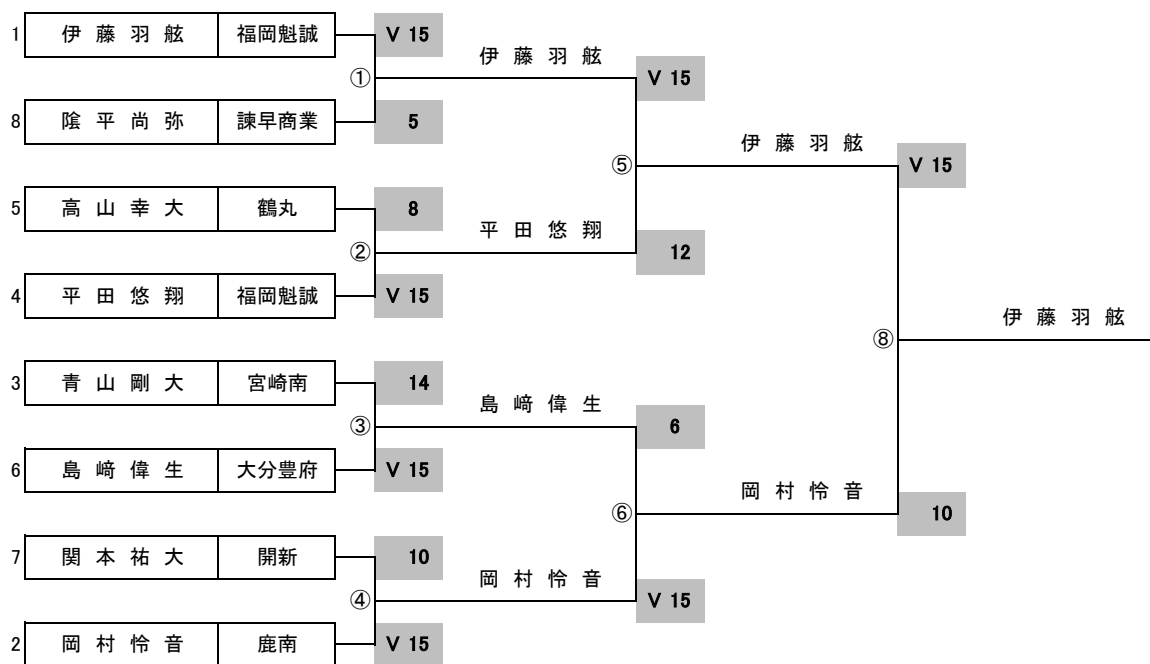 1 伊藤羽舷 福岡魁誠 V 15
伊藤羽舷
① V 15
8 陰平尚弥 諫早商業 5
伊藤羽舷
⑤ V 15
5 高山幸大 鶴丸 8
平田悠翔
② 12
4 平田悠翔 福岡魁誠 V 15
伊藤羽舷
⑧
3 青山剛大 宮崎南 14
島﨑偉生
③ 6
6 島﨑偉生 大分豊府 V 15
岡村怜音
⑥ 10
7 関本祐大 開新 10
岡村怜音
④ V 15
2 岡村怜音 鹿南 V 15